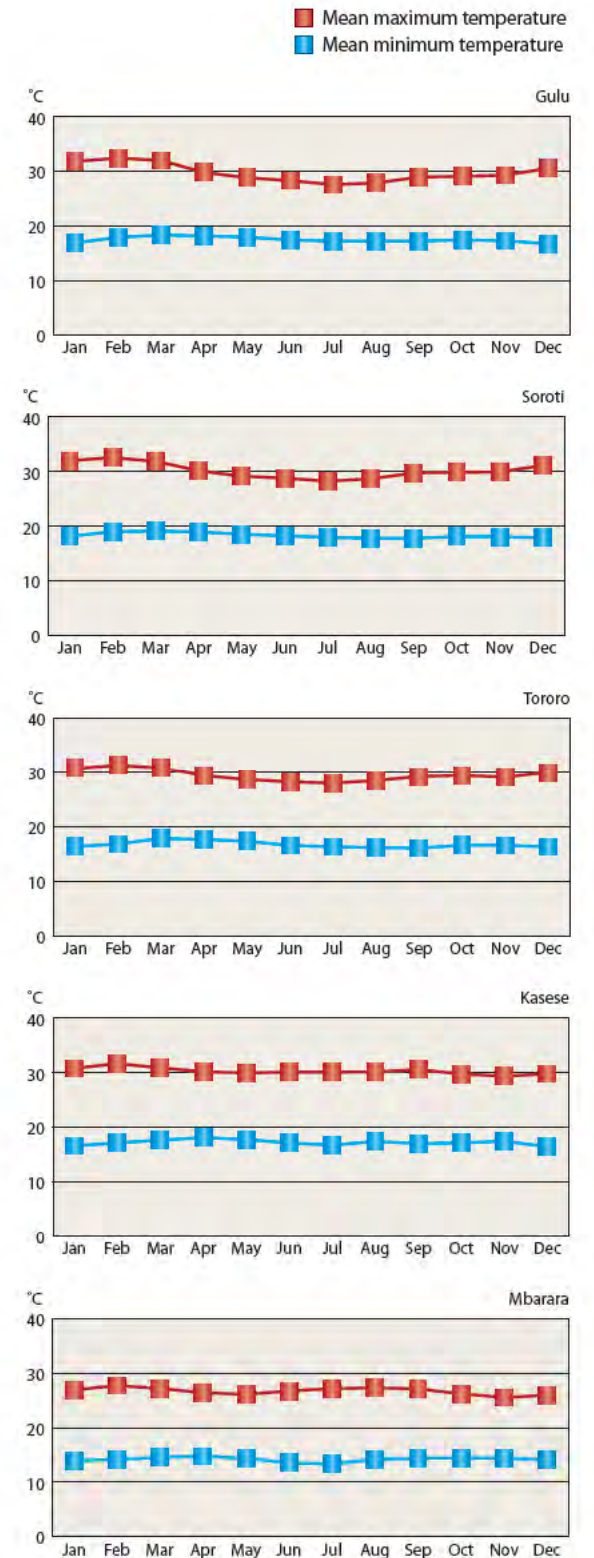 Mean maximum temperature
Mean minimum temperature
°C Gulu
40
30
20
10
0
Jan Feb Mar Apr May Jun Jul Aug Sep Oct Nov Dec
°C Soroti
40
30
20
10
0
Jan Feb Mar Apr May Jun Jul Aug Sep Oct Nov Dec
°C Tororo
40
30
20
10
0
Jan Feb Mar Apr May Jun Jul Aug Sep Oct Nov Dec
°C Kasese
40
30
20
10
0
Jan Feb Mar Apr May Jun Jul Aug Sep Oct Nov Dec
°C Mbarara
40
30
20
10
0
Jan Feb Mar Apr May Jun Jul Aug Sep Oct Nov Dec